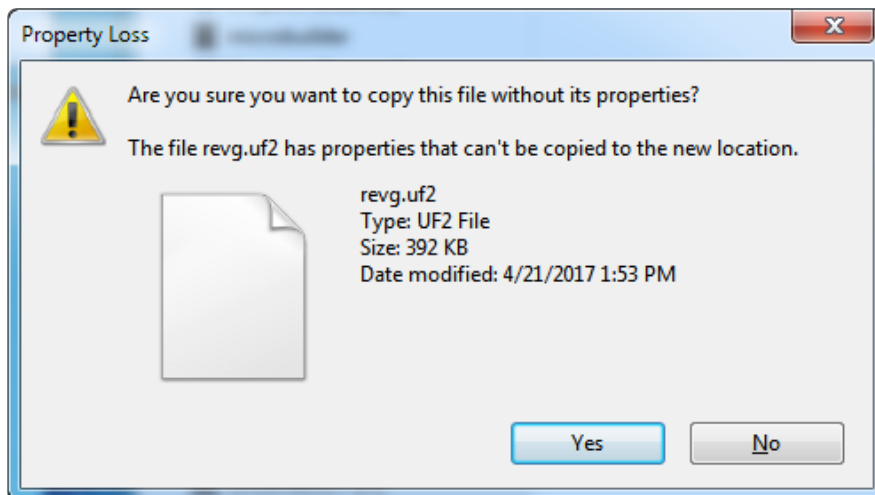 Property Loss
Are you sure you want to copy this file without its properties?
The file revg.uf2 has properties that can't be copied to the new location.
revg.uf2
Type: UF2 File
Size: 392 KB
Date modified: 4/21/2017 1:53 PM
Yes
No